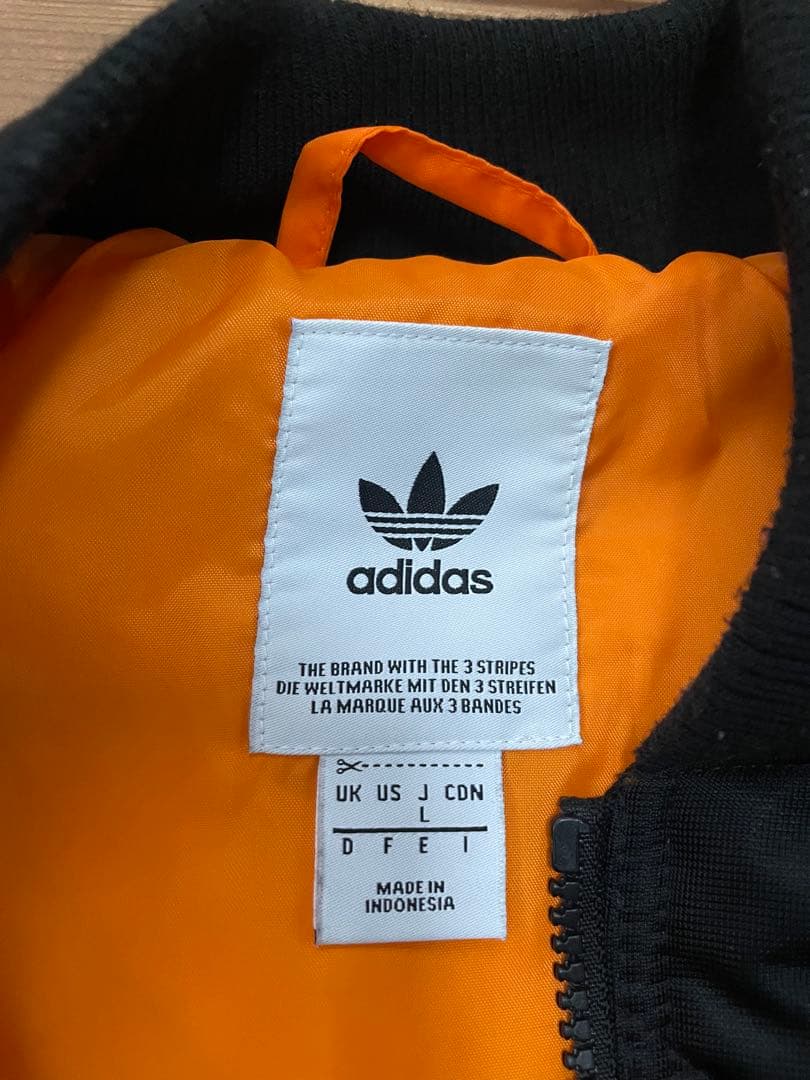 adidas
THE BRAND WITH THE 3 STRIPES
DIE WELTMARKE MIT DEN 3 STREIFEN
LA MARQUE AUX 3 BANDES
UK US J CDN
L
D F E I
MADE IN
INDONESIA